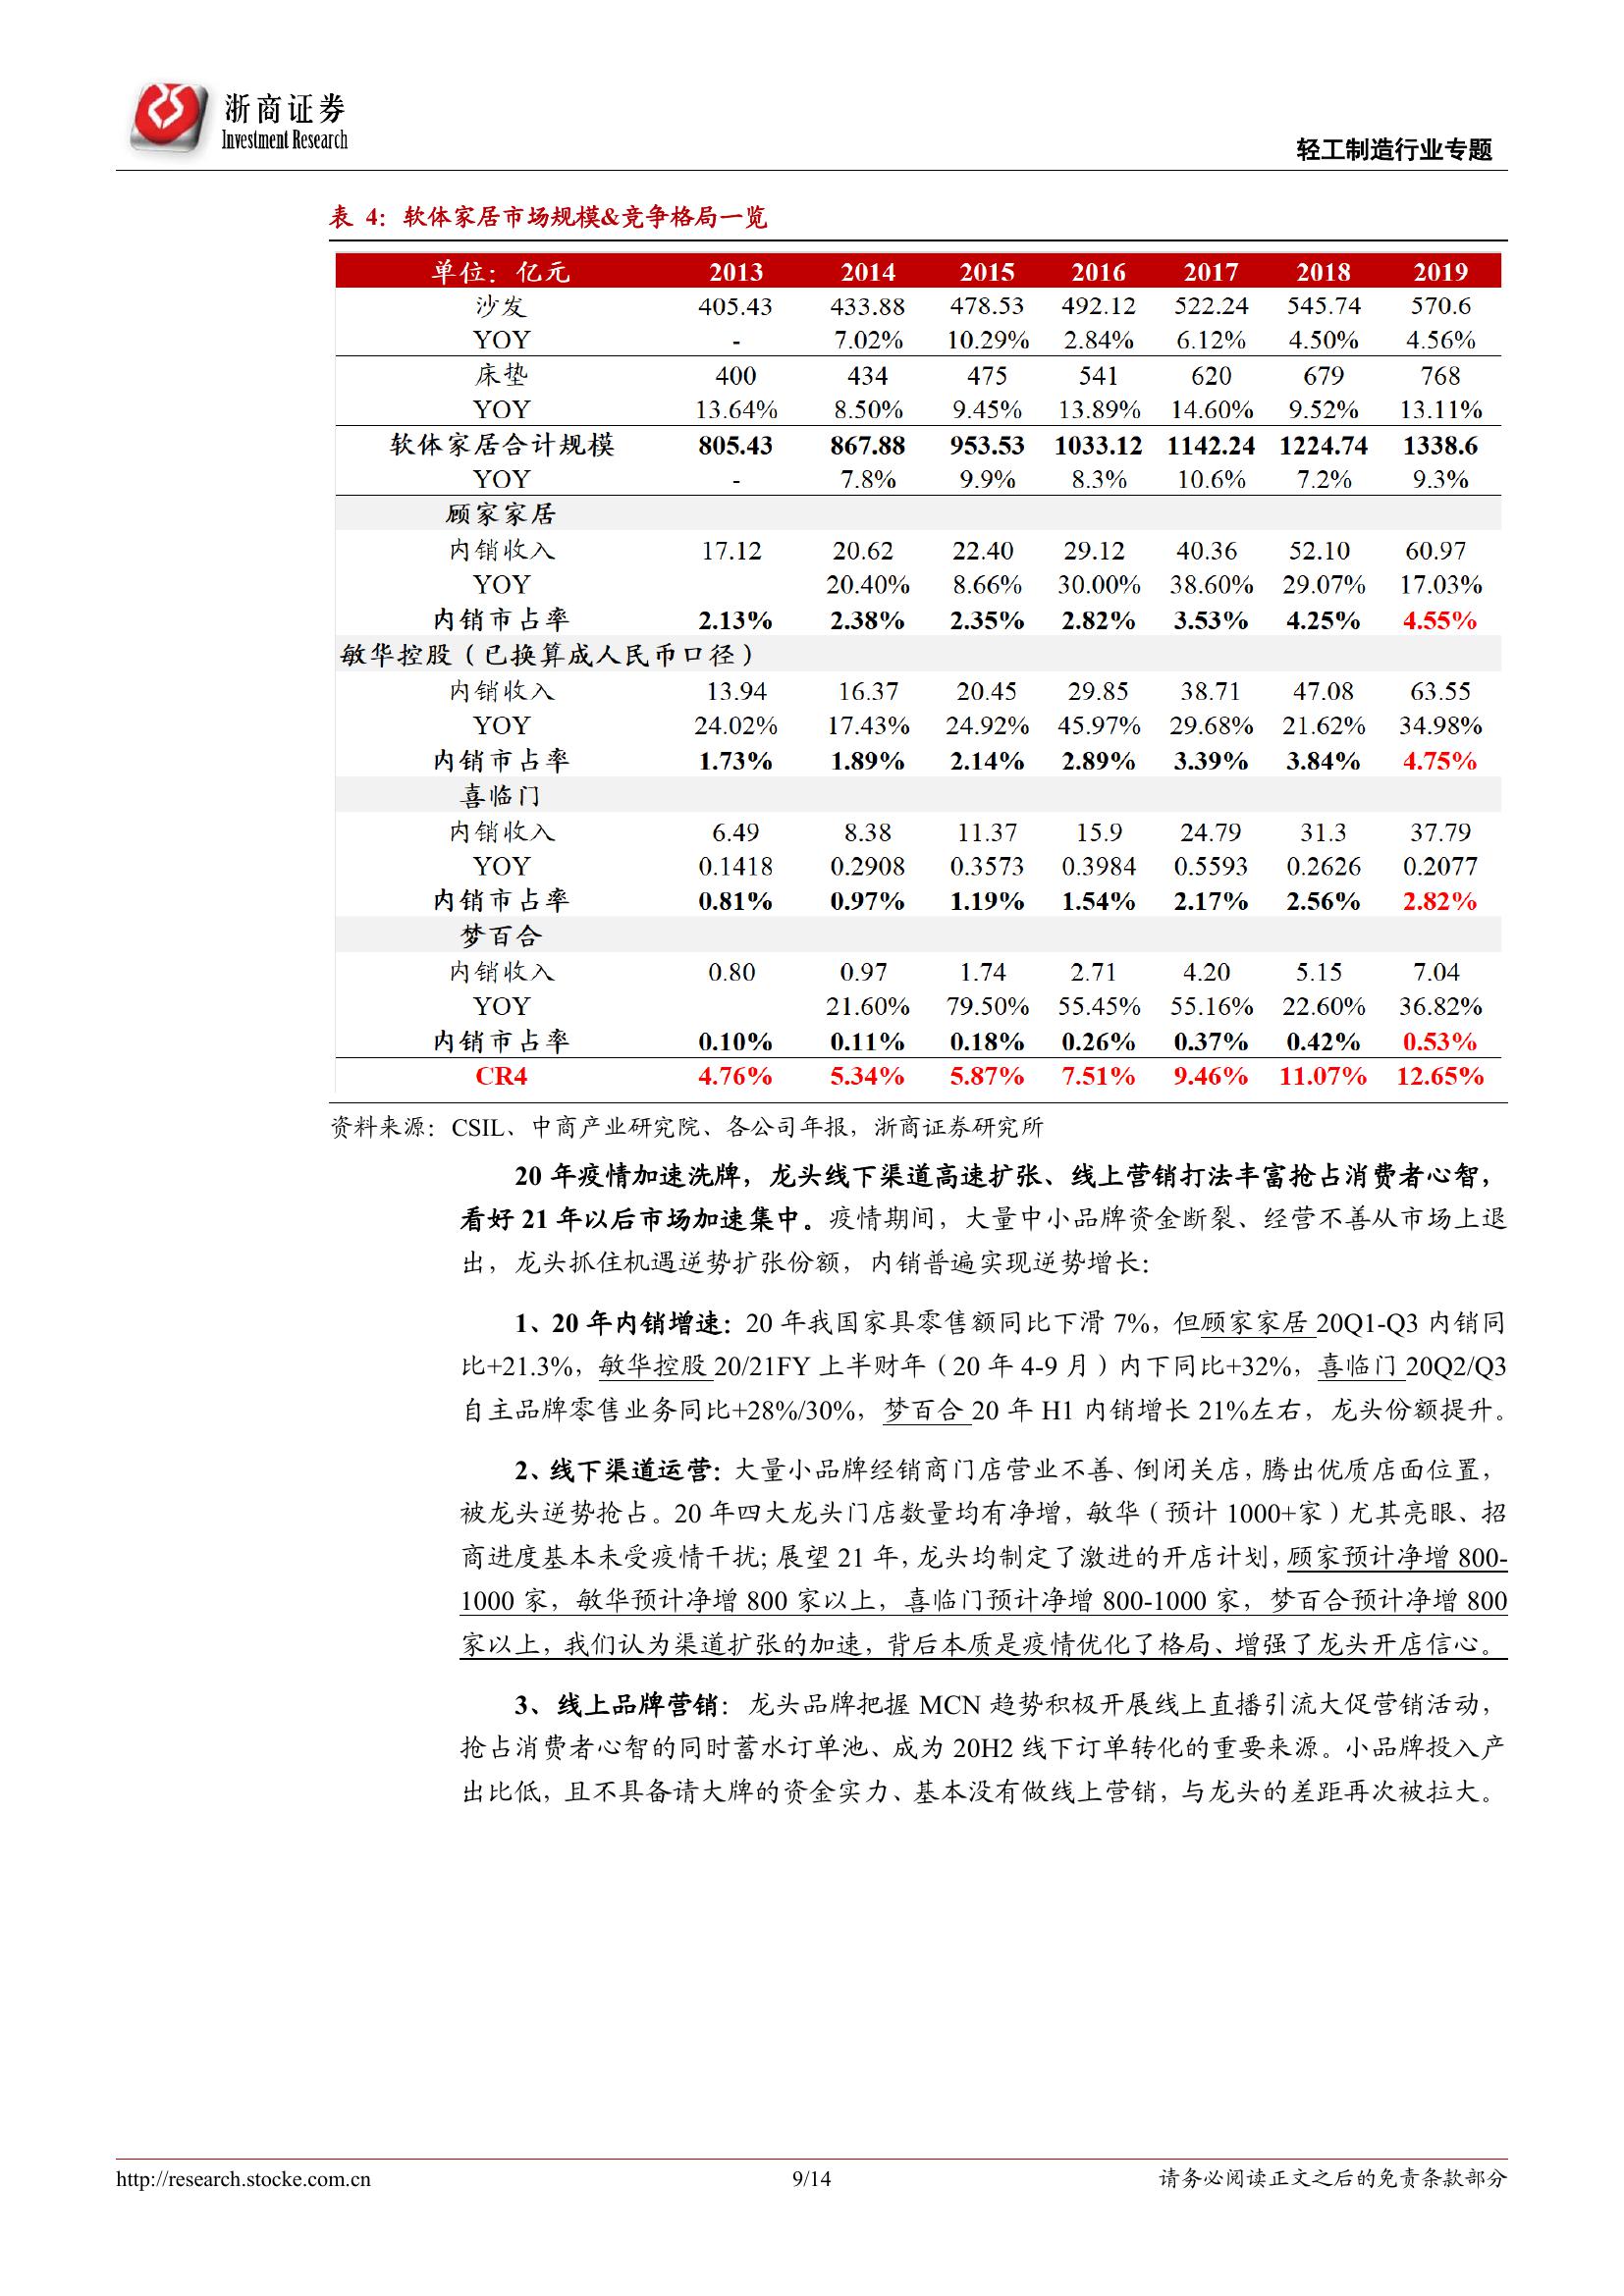 浙商证券
Investment Research
轻工制造行业专题
表 4：软体家居市场规模&竞争格局一览
单位：亿元 2013 2014 2015 2016 2017 2018 2019
沙发 405.43 433.88 478.53 492.12 522.24 545.74 570.6
YOY - 7.02% 10.29% 2.84% 6.12% 4.50% 4.56%
床垫 400 434 475 541 620 679 768
YOY 13.64% 8.50% 9.45% 13.89% 14.60% 9.52% 13.11%
软体家居合计规模 805.43 867.88 953.53 1033.12 1142.24 1224.74 1338.6
YOY - 7.8% 9.9% 8.3% 10.6% 7.2% 9.3%
顾家家居
内销收入 17.12 20.62 22.40 29.12 40.36 52.10 60.97
YOY 20.40% 8.66% 30.00% 38.60% 29.07% 17.03%
内销市占率 2.13% 2.38% 2.35% 2.82% 3.53% 4.25% 4.55%
敏华控股（已换算成人民币口径）
内销收入 13.94 16.37 20.45 29.85 38.71 47.08 63.55
YOY 24.02% 17.43% 24.92% 45.97% 29.68% 21.62% 34.98%
内销市占率 1.73% 1.89% 2.14% 2.89% 3.39% 3.84% 4.75%
喜临门
内销收入 6.49 8.38 11.37 15.9 24.79 31.3 37.79
YOY 0.1418 0.2908 0.3573 0.3984 0.5593 0.2626 0.2077
内销市占率 0.81% 0.97% 1.19% 1.54% 2.17% 2.56% 2.82%
梦百合
内销收入 0.80 0.97 1.74 2.71 4.20 5.15 7.04
YOY 21.60% 79.50% 55.45% 55.16% 22.60% 36.82%
内销市占率 0.10% 0.11% 0.18% 0.26% 0.37% 0.42% 0.53%
CR4 4.76% 5.34% 5.87% 7.51% 9.46% 11.07% 12.65%
资料来源：CSIL、中商产业研究院、各公司年报，浙商证券研究所
20 年疫情加速洗牌，龙头线下渠道高速扩张、线上营销打法丰富抢占消费者心智，
看好 21 年以后市场加速集中。疫情期间，大量中小品牌资金断裂、经营不善从市场上退
出，龙头抓住机遇逆势扩张份额，内销普遍实现逆势增长：
1、20 年内销增速：20 年我国家具零售额同比下滑 7%，但顾家家居 20Q1-Q3 内销同
比+21.3%，敏华控股 20/21FY 上半财年（20 年 4-9 月）内下同比+32%，喜临门 20Q2/Q3
自主品牌零售业务同比+28%/30%，梦百合 20 年 H1 内销增长 21%左右，龙头份额提升。
2、线下渠道运营：大量小品牌经销商门店营业不善、倒闭关店，腾出优质店面位置，
被龙头逆势抢占。20 年四大龙头门店数量均有净增，敏华（预计 1000+家）尤其亮眼、招
商进度基本未受疫情干扰；展望 21 年，龙头均制定了激进的开店计划，顾家预计净增 800-
1000 家，敏华预计净增 800 家以上，喜临门预计净增 800-1000 家，梦百合预计净增 800
家以上，我们认为渠道扩张的加速，背后本质是疫情优化了格局、增强了龙头开店信心。
3、线上品牌营销：龙头品牌把握 MCN 趋势积极开展线上直播引流大促营销活动，
抢占消费者心智的同时蓄水订单池、成为 20H2 线下订单转化的重要来源。小品牌投入产
出比低，且不具备请大牌的资金实力、基本没有做线上营销，与龙头的差距再次被拉大。
http://research.stocke.com.cn 9/14 请务必阅读正文之后的免责条款部分